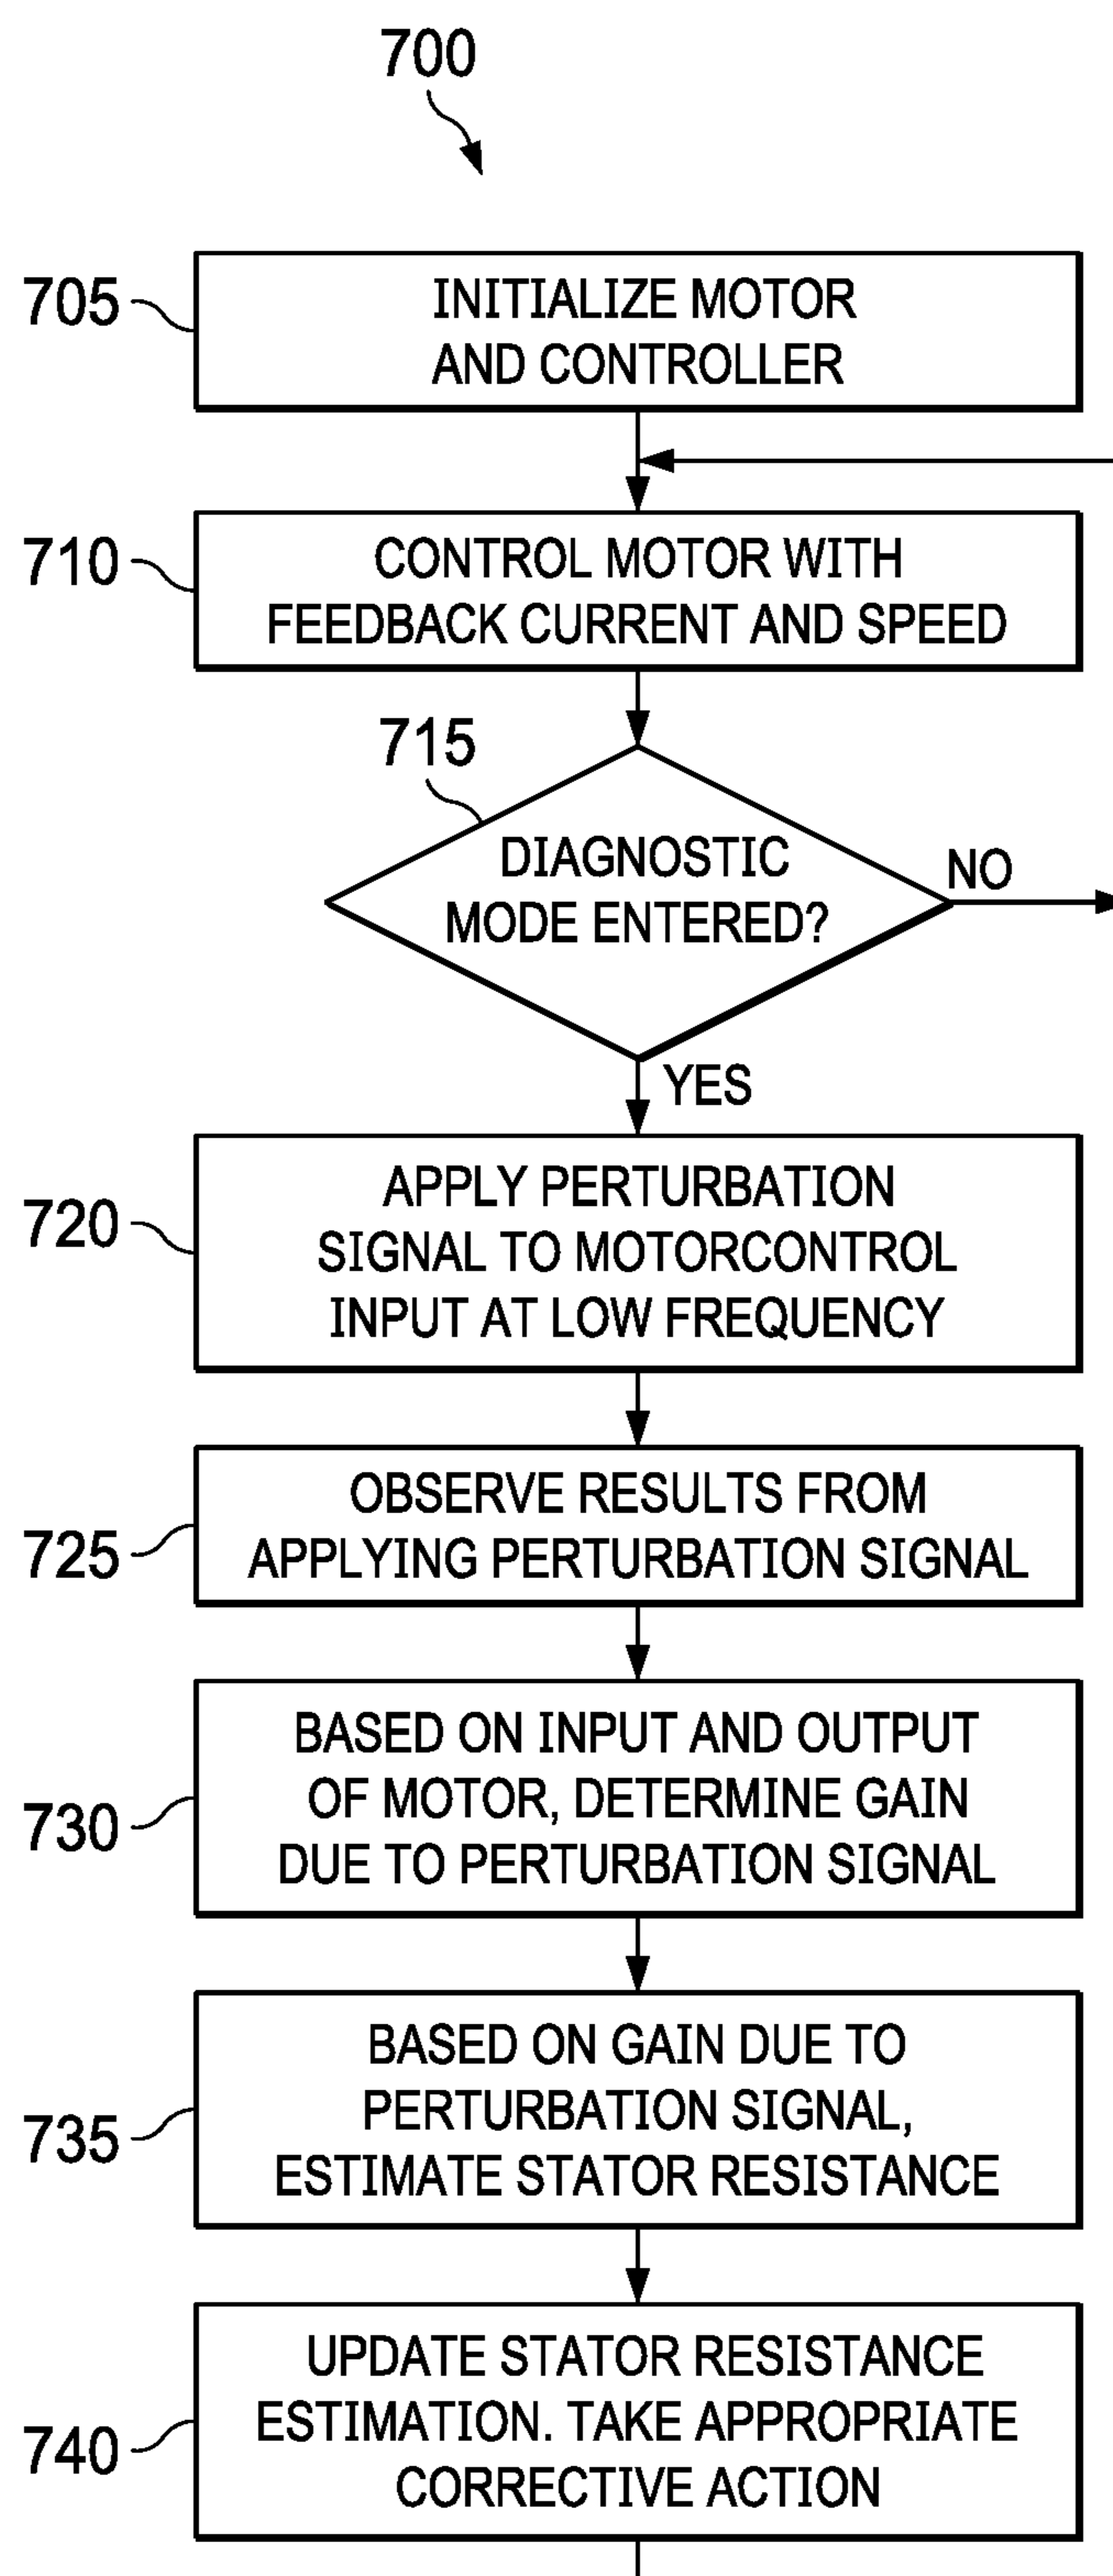 700
705
INITIALIZE MOTOR
AND CONTROLLER
710
CONTROL MOTOR WITH
FEEDBACK CURRENT AND SPEED
715
DIAGNOSTIC
MODE ENTERED?
NO
YES
720
APPLY PERTURBATION
SIGNAL TO MOTORCONTROL
INPUT AT LOW FREQUENCY
725
OBSERVE RESULTS FROM
APPLYING PERTURBATION SIGNAL
730
BASED ON INPUT AND OUTPUT
OF MOTOR, DETERMINE GAIN
DUE TO PERTURBATION SIGNAL
735
BASED ON GAIN DUE TO
PERTURBATION SIGNAL,
ESTIMATE STATOR RESISTANCE
740
UPDATE STATOR RESISTANCE
ESTIMATION. TAKE APPROPRIATE
CORRECTIVE ACTION